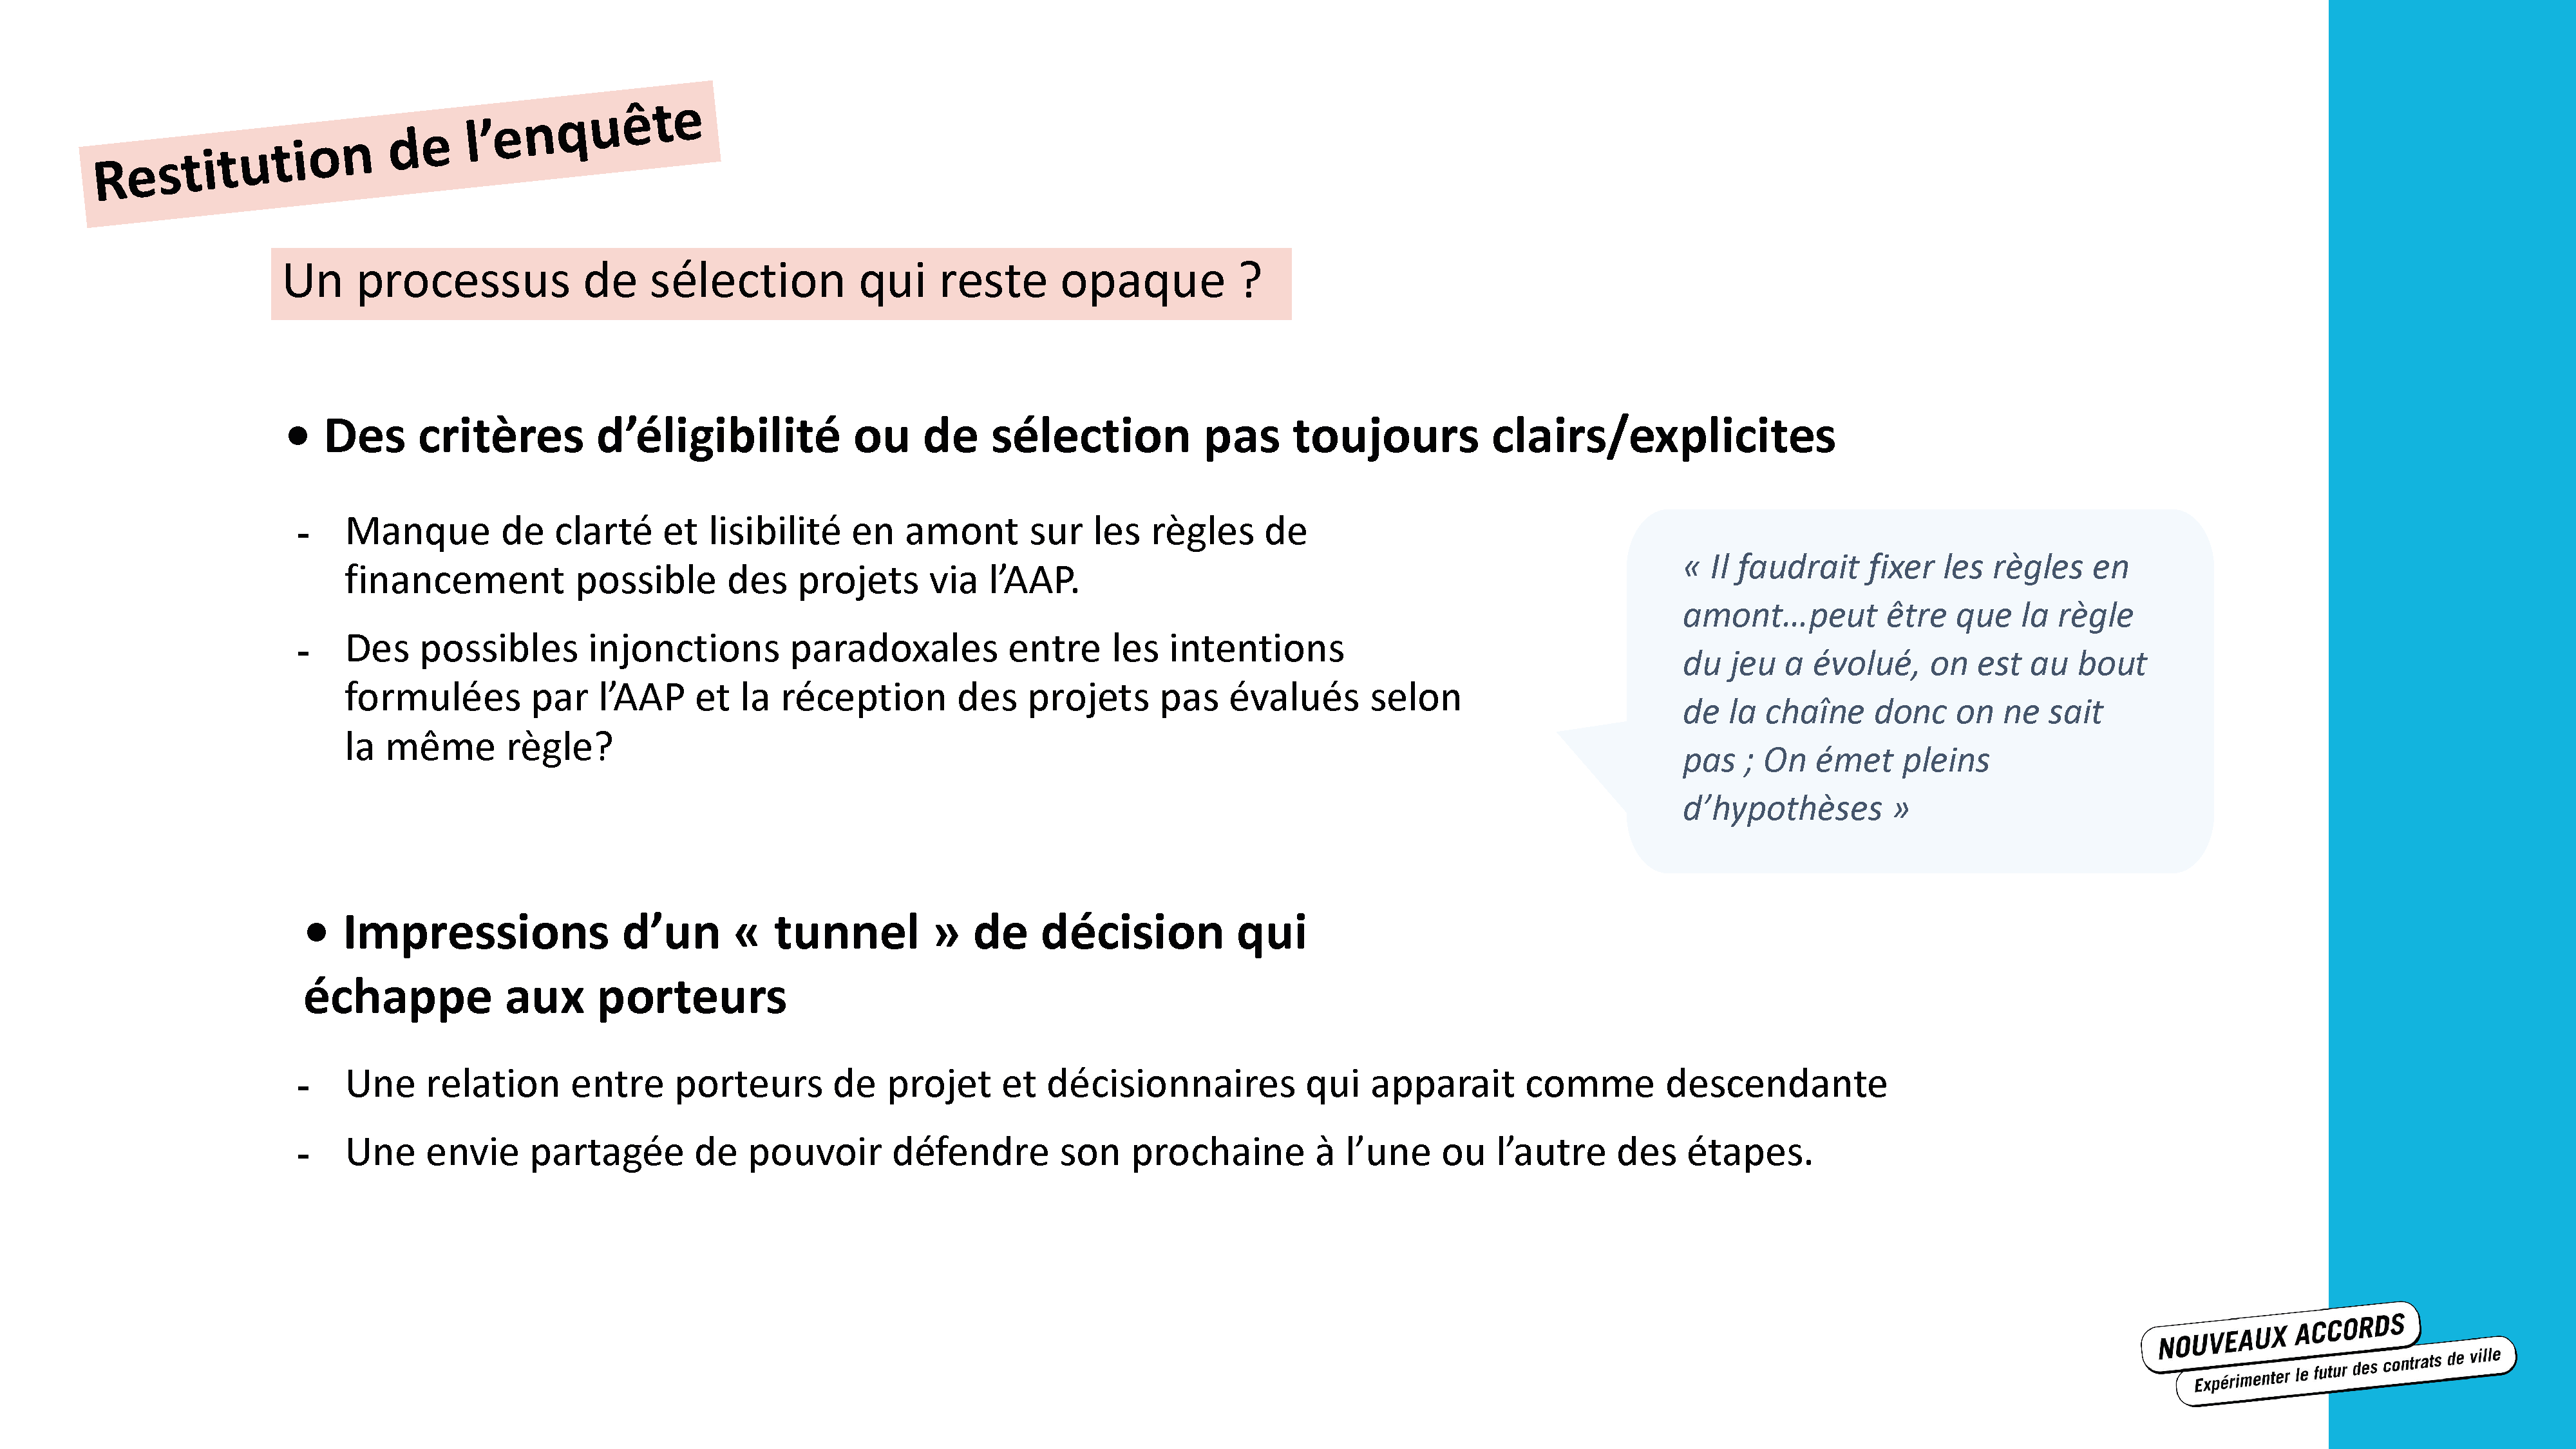 Restitution de l’enquête
Un processus de sélection qui reste opaque ?
• Des critères d’éligibilité ou de sélection pas toujours clairs/explicites
- Manque de clarté et lisibilité en amont sur les règles de
financement possible des projets via l’AAP.
- Des possibles injonctions paradoxales entre les intentions
formulées par l’AAP et la réception des projets pas évalués selon
la même règle?
« Il faudrait fixer les règles en
amont…peut être que la règle
du jeu a évolué, on est au bout
de la chaîne donc on ne sait
pas ; On émet pleins
d’hypothèses »
• Impressions d’un « tunnel » de décision qui
échappe aux porteurs
- Une relation entre porteurs de projet et décisionnaires qui apparait comme descendante
- Une envie partagée de pouvoir défendre son prochaine à l’une ou l’autre des étapes.
NOUVEAUX ACCORDS
Expérimenter le futur des contrats de ville